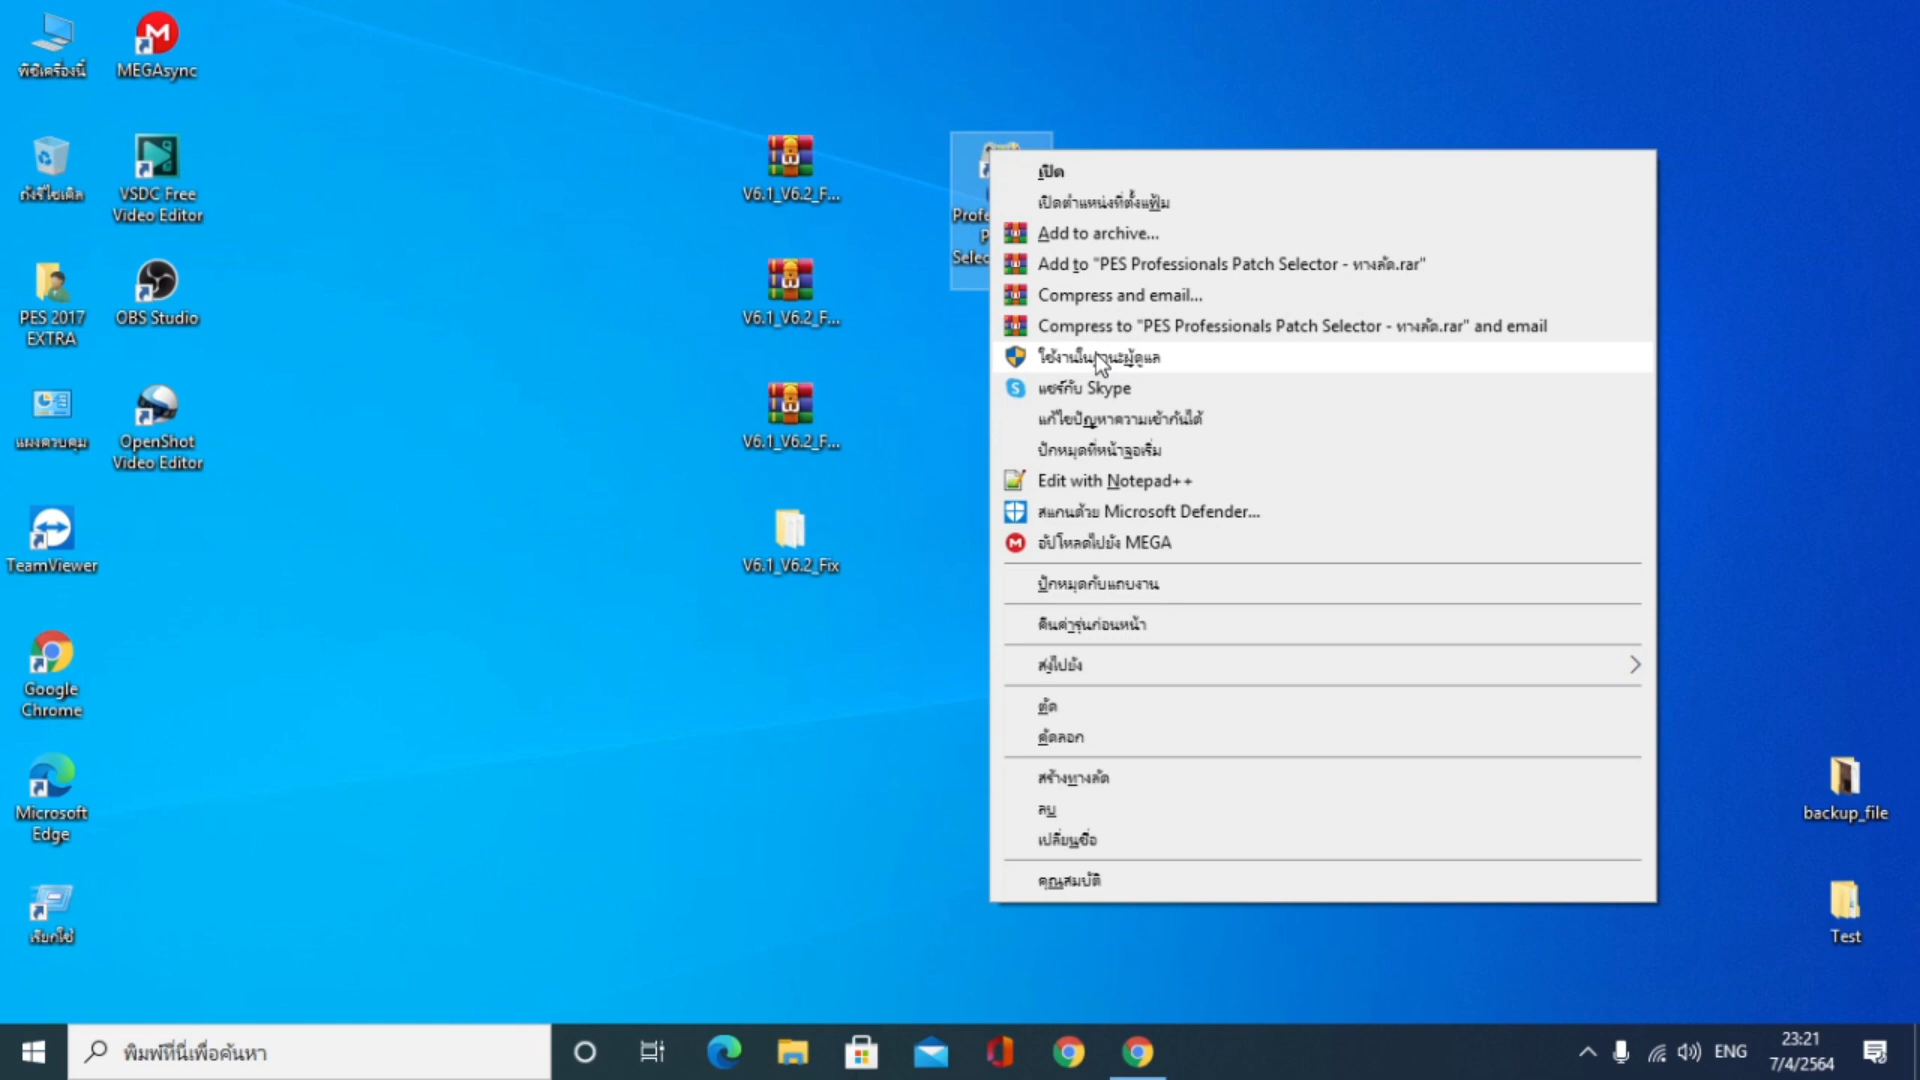 พีซีเครื่องนี้
MEGAsync
ถังรีไซเคิล
VSDC Free
Video Editor
PES 2017
EXTRA
OBS Studio
แผงควบคุม
OpenShot
Video Editor
TeamViewer
Google
Chrome
Microsoft
Edge
เรียกใช้
V6.1_V6.2_F...
V6.1_V6.2_F...
V6.1_V6.2_F...
V6.1_V6.2_Fix
เปิด
เปิดตำแหน่งที่ตั้งแฟ้ม
Add to archive...
Add to "PES Professionals Patch Selector - ทางลัด.rar"
Compress and email...
Compress to "PES Professionals Patch Selector - ทางลัด.rar" and email
ใช้งานในฐานะผู้ดูแล
แชร์กับ Skype
แก้ไขปัญหาความเข้ากันได้
ปักหมุดที่หน้าจอเริ่ม
Edit with Notepad++
สแกนด้วย Microsoft Defender...
อัปโหลดไปยัง MEGA
ปักหมุดกับแถบงาน
คืนค่ารุ่นก่อนหน้า
ส่งไปยัง
ตัด
คัดลอก
สร้างทางลัด
ลบ
เปลี่ยนชื่อ
คุณสมบัติ
backup_file
Test
พิมพ์ที่นี่เพื่อค้นหา
ENG
23:21
7/4/2564